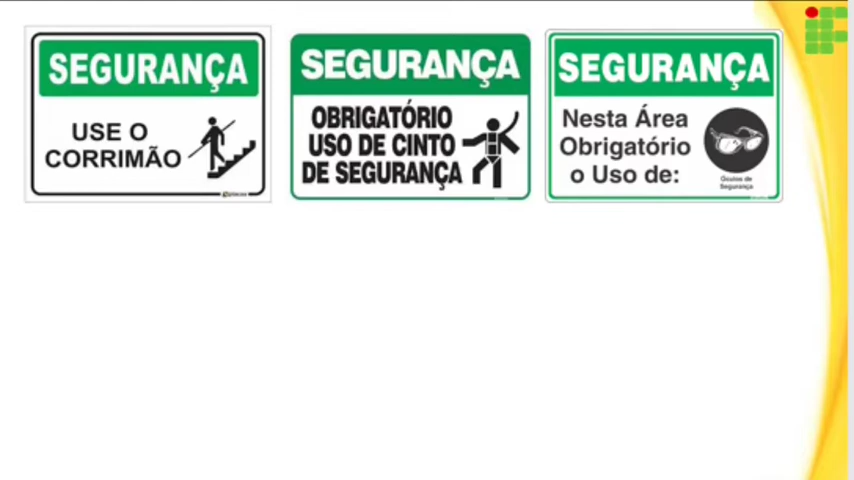 SEGURANÇA
USE O
CORRIMÃO
SEGURANÇA
OBRIGATÓRIO
USO DE CINTO
DE SEGURANÇA
SEGURANÇA
Nesta Área
Obrigatório
o Uso de:
Óculos de
Segurança